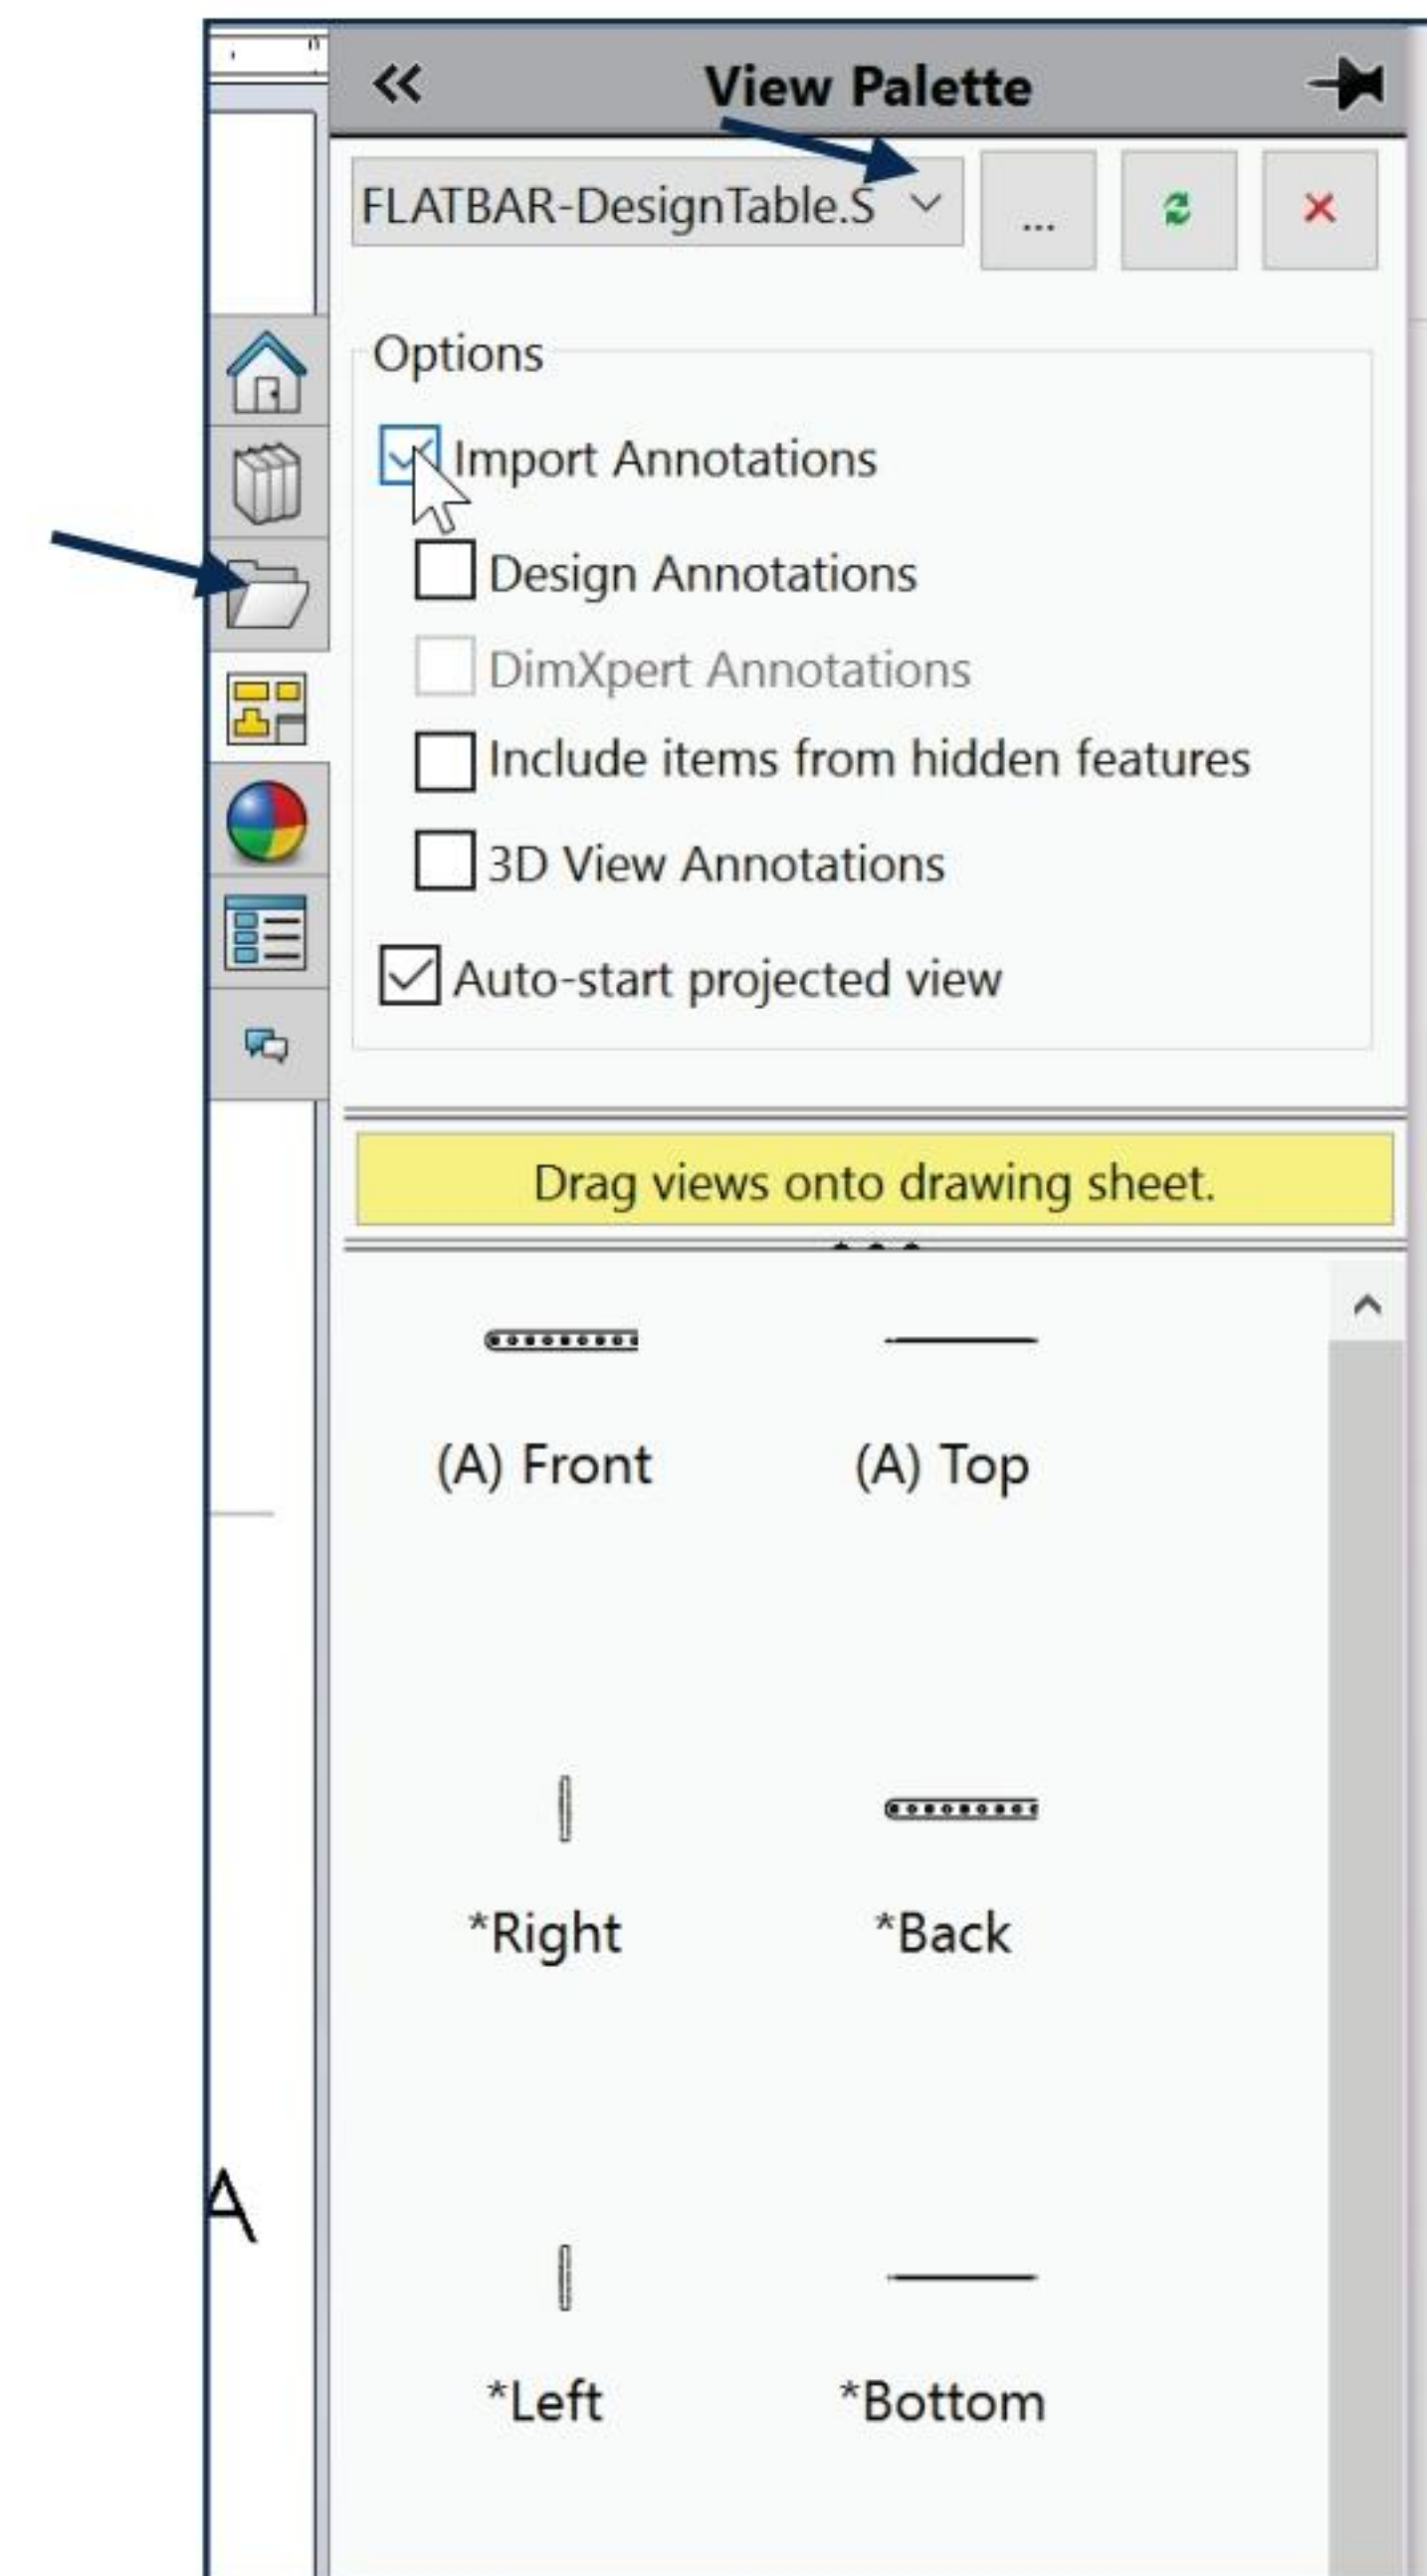 View Palette
FLATBAR-DesignTable.S
...
Options
Import Annotations
Design Annotations
DimXpert Annotations
Include items from hidden features
3D View Annotations
Auto-start projected view
Drag views onto drawing sheet.
(A) Front (A) Top
*Right *Back
*Left *Bottom
A